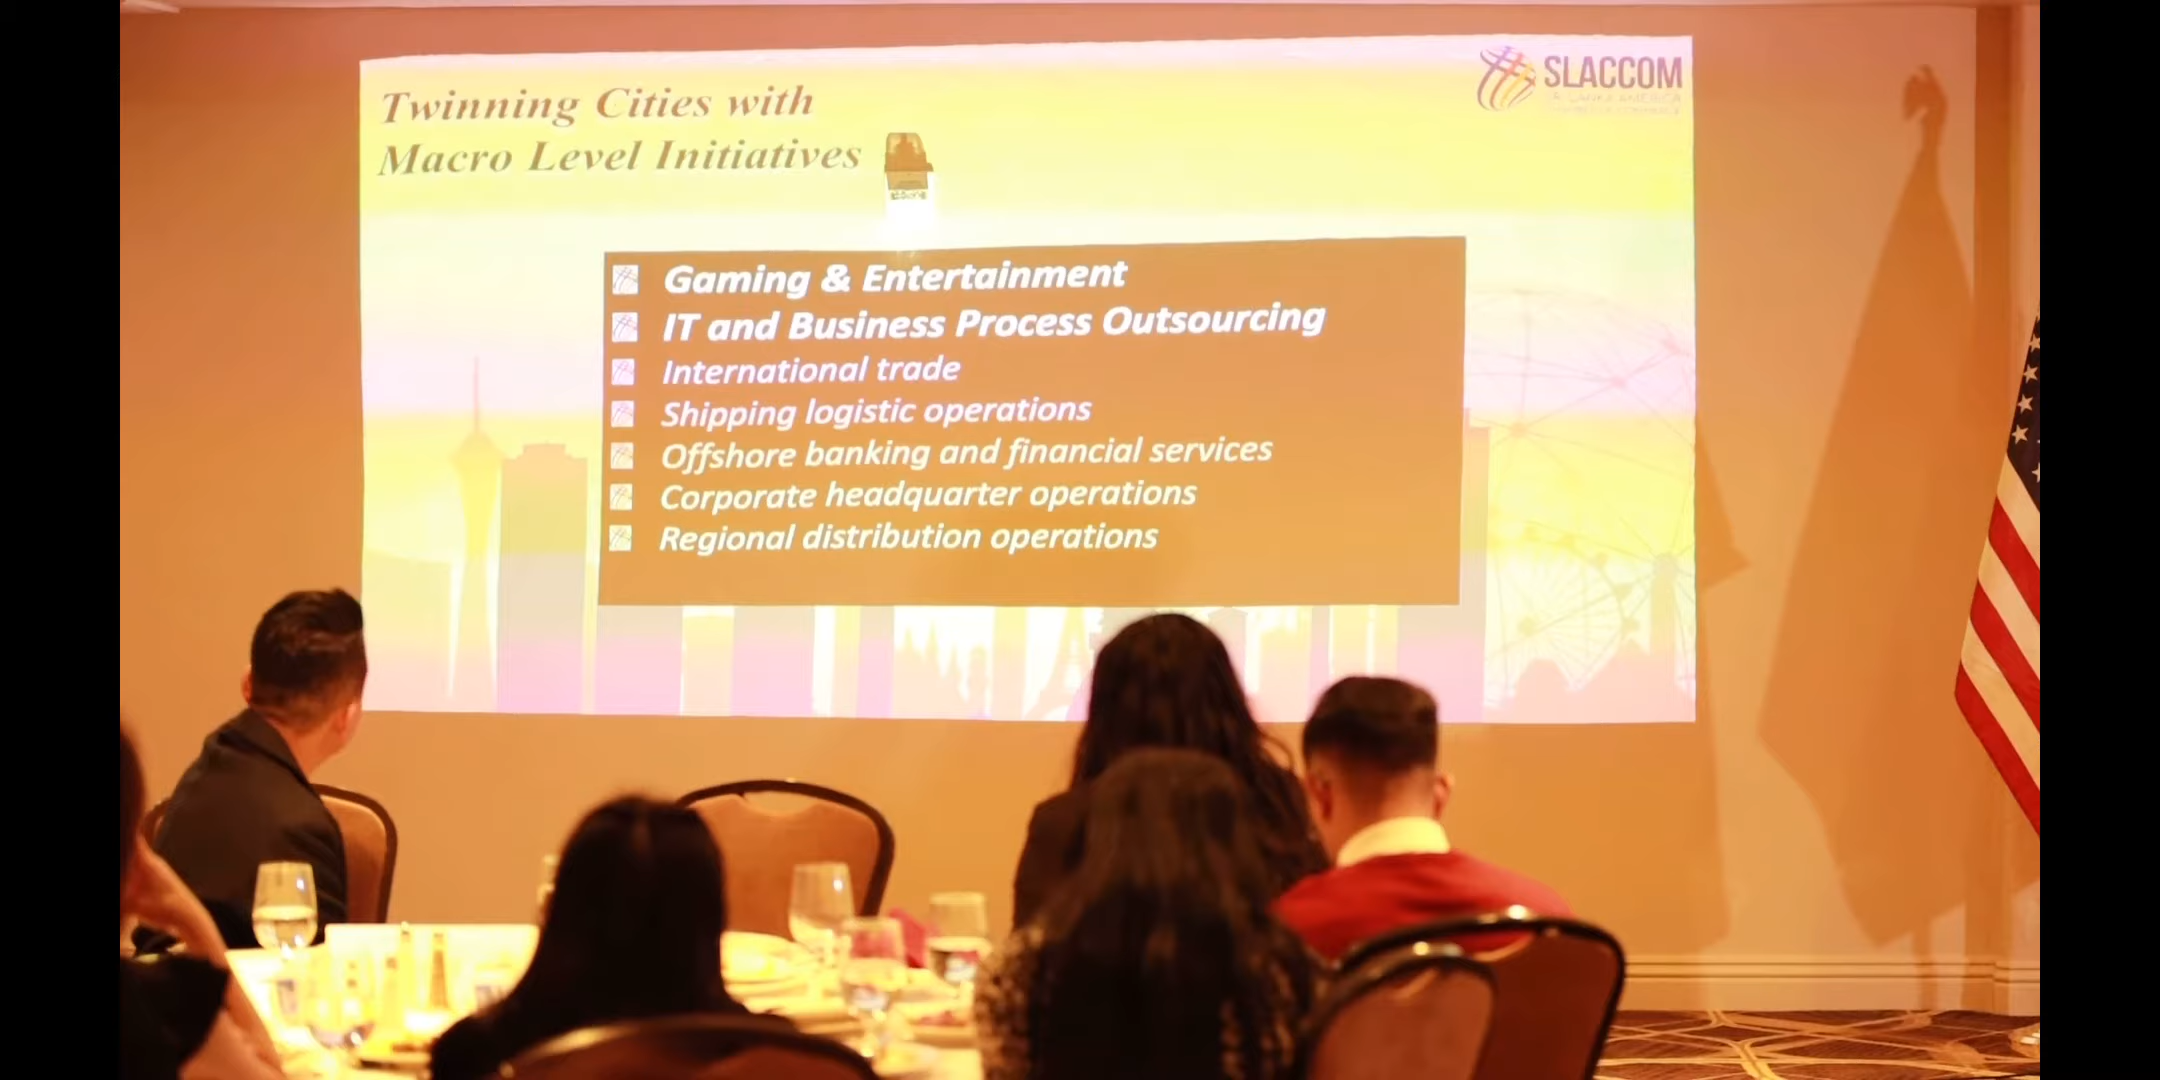 Twinning Cities with
Macro Level Initiatives
SLACCOM
Gaming & Entertainment
IT and Business Process Outsourcing
International trade
Shipping logistic operations
Offshore banking and financial services
Corporate headquarter operations
Regional distribution operations